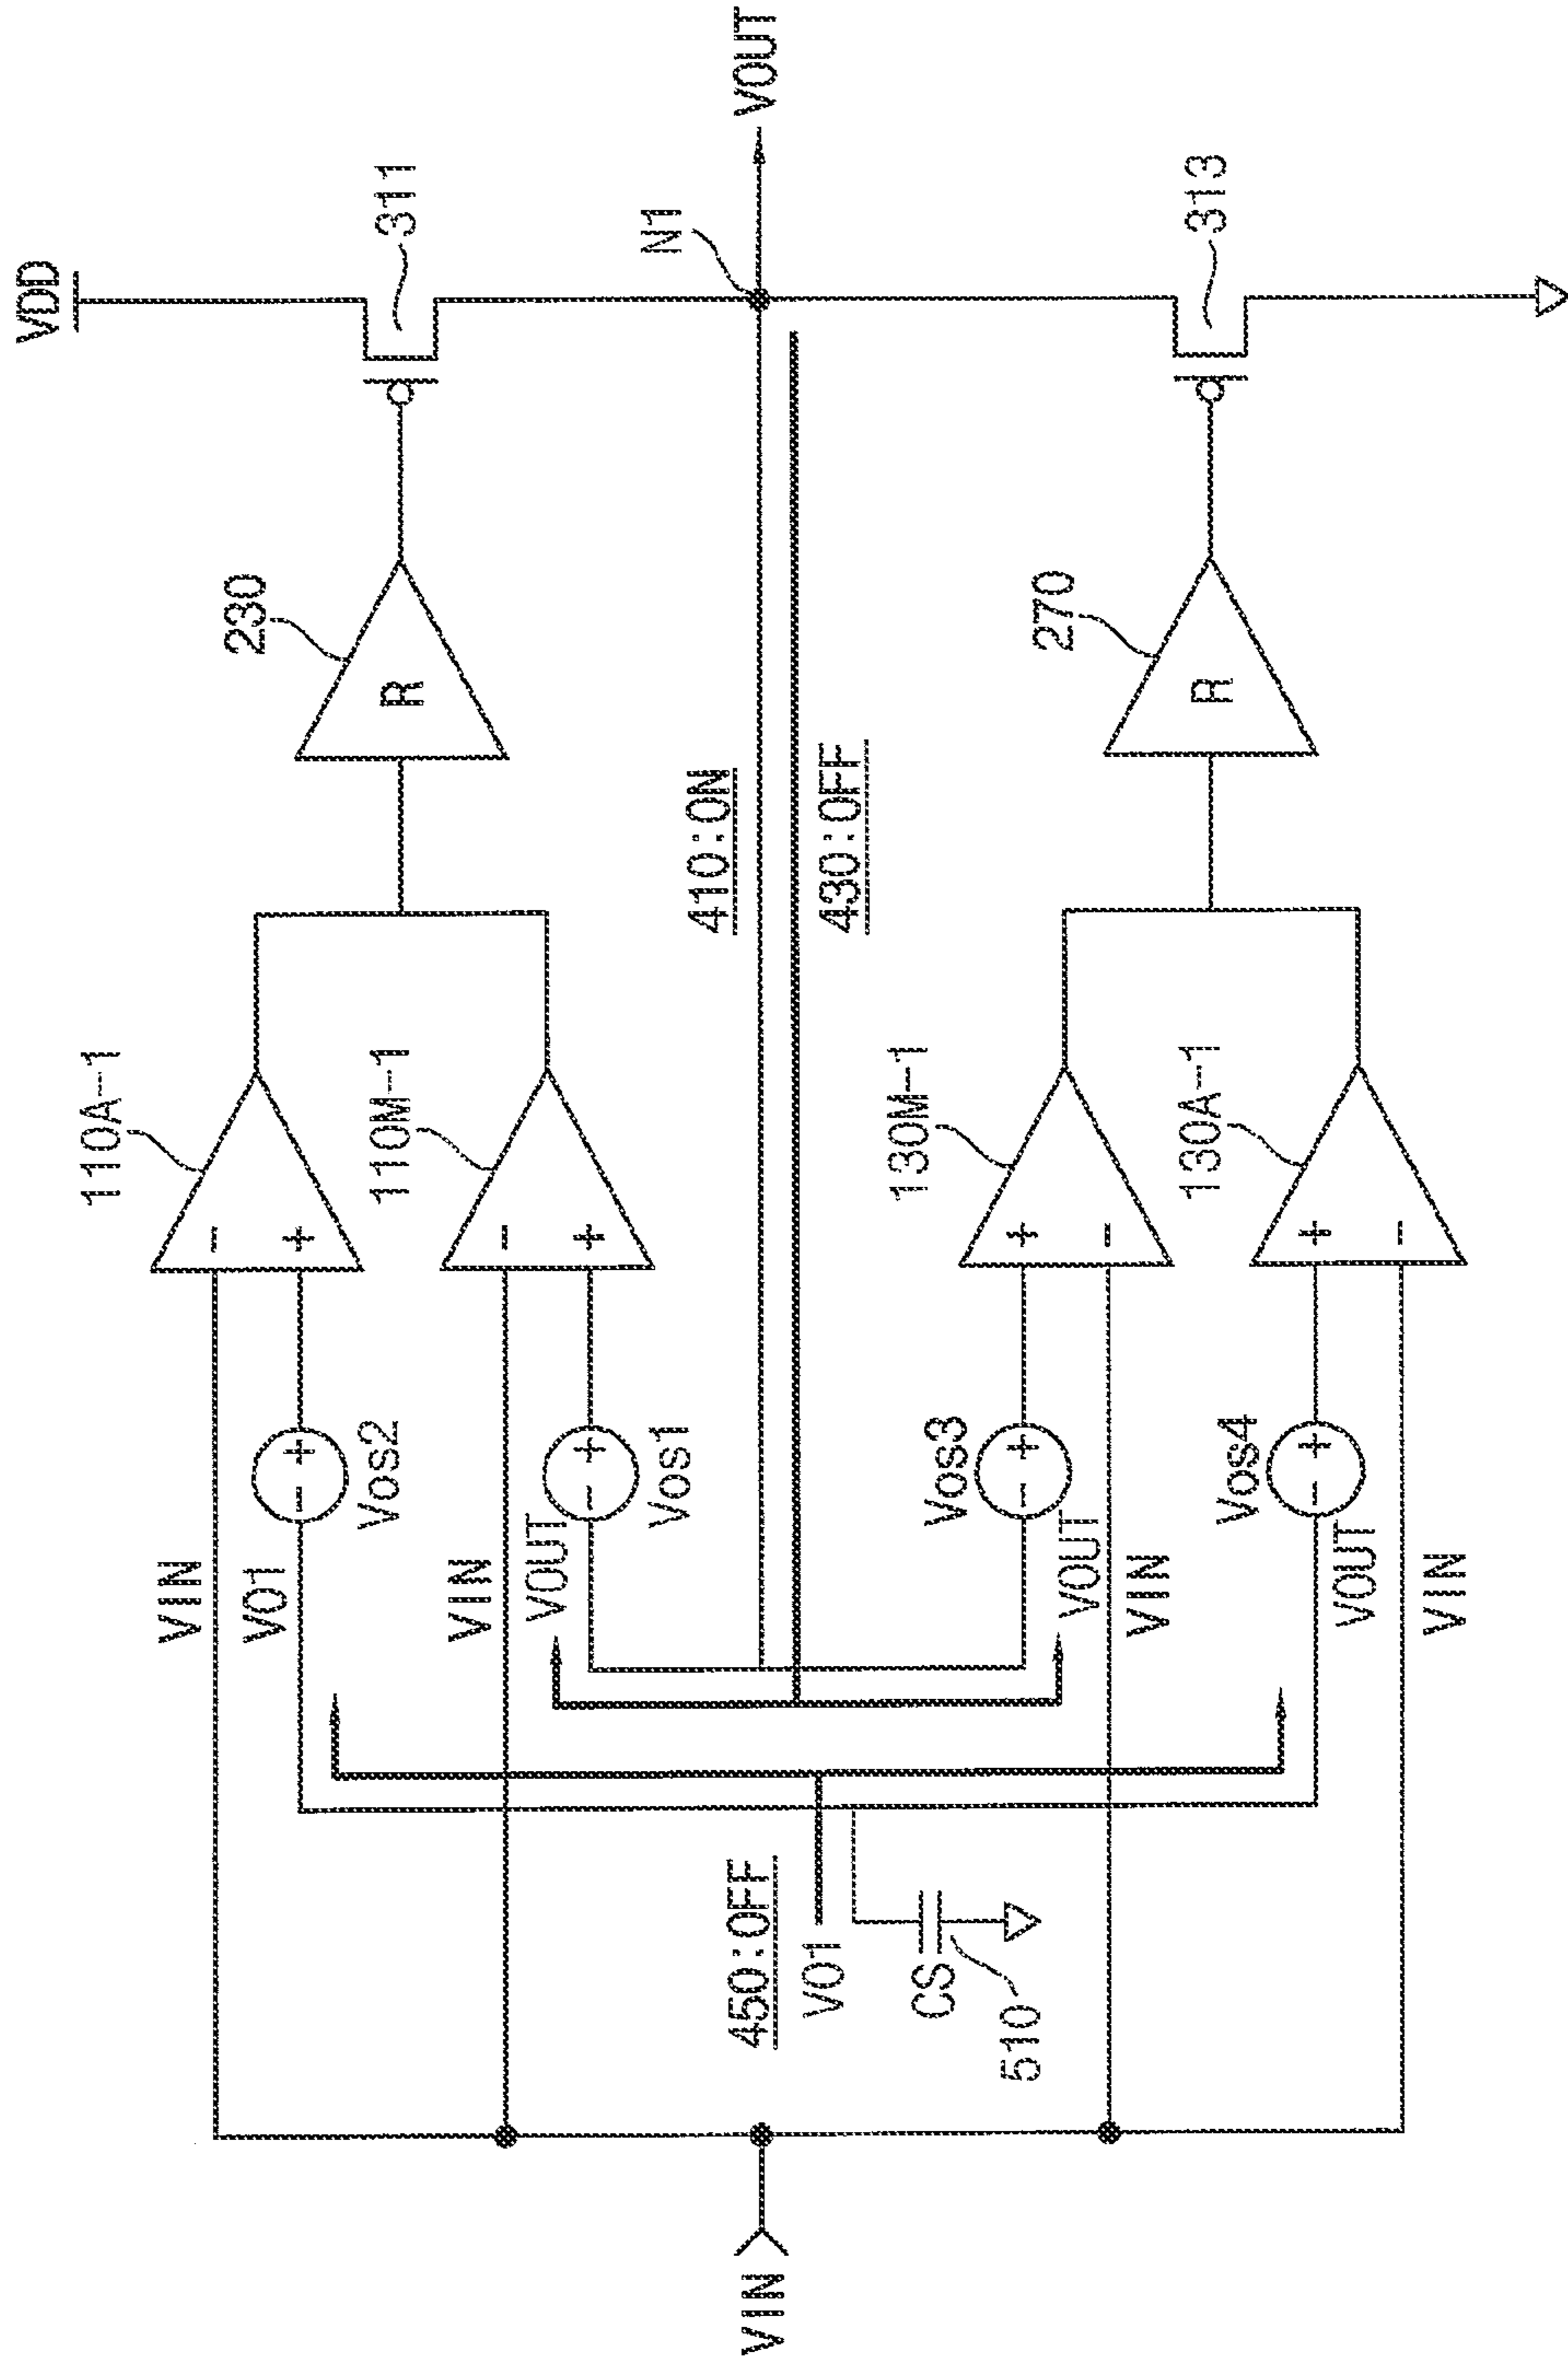 VDD
311
230
110A-1
−
+
R
− +
Vos2
VIN
VO1
110M-1
−
+
− +
Vos1
VIN
VOUT
N1
VOUT
410:ON
430:OFF
450:OFF
VO1
CS
510
VIN
130M-1
+
−
− +
Vos3
VOUT
VIN
270
R
313
130A-1
+
−
− +
Vos4
VOUT
VIN